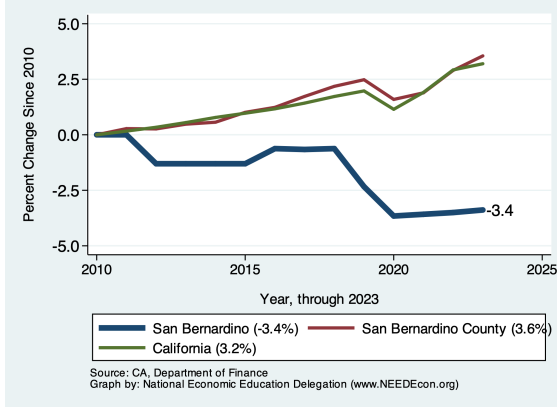 5.0
2.5
0.0
-2.5
-5.0
Percent Change Since 2010
-3.4
2010 2015 2020 2025
Year, through 2023
San Bernardino (-3.4%) San Bernardino County (3.6%)
California (3.2%)
Source: CA, Department of Finance
Graph by: National Economic Education Delegation (www.NEEDEcon.org)